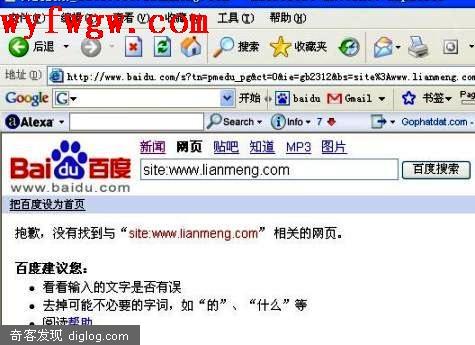 wyfwgw.com
文件(F) 编辑(E) 查看(V) 收藏(A) 工具(T) 帮助(H)
后退 搜索 收藏夹
地址(D) http://www.baidu.com/s?tn=pmedu_pg&ct=0&ie=gb2312&bs=site%3Awww.lianmeng.com
Google G 开始 baidu Gmail 书签 Pag
Alexa Search Info 7 Gophatdat.com
新闻 网页 贴吧 知道 MP3 图片
Bai du 百度 site:www.lianmeng.com 百度搜索
www.baidu.com
把百度设为首页
抱歉，没有找到与“site:www.lianmeng.com” 相关的网页。
百度建议您:
看看输入的文字是否有误
去掉可能不必要的字词，如“的”、“什么”等
阅读帮助
奇客发现 diglog.com